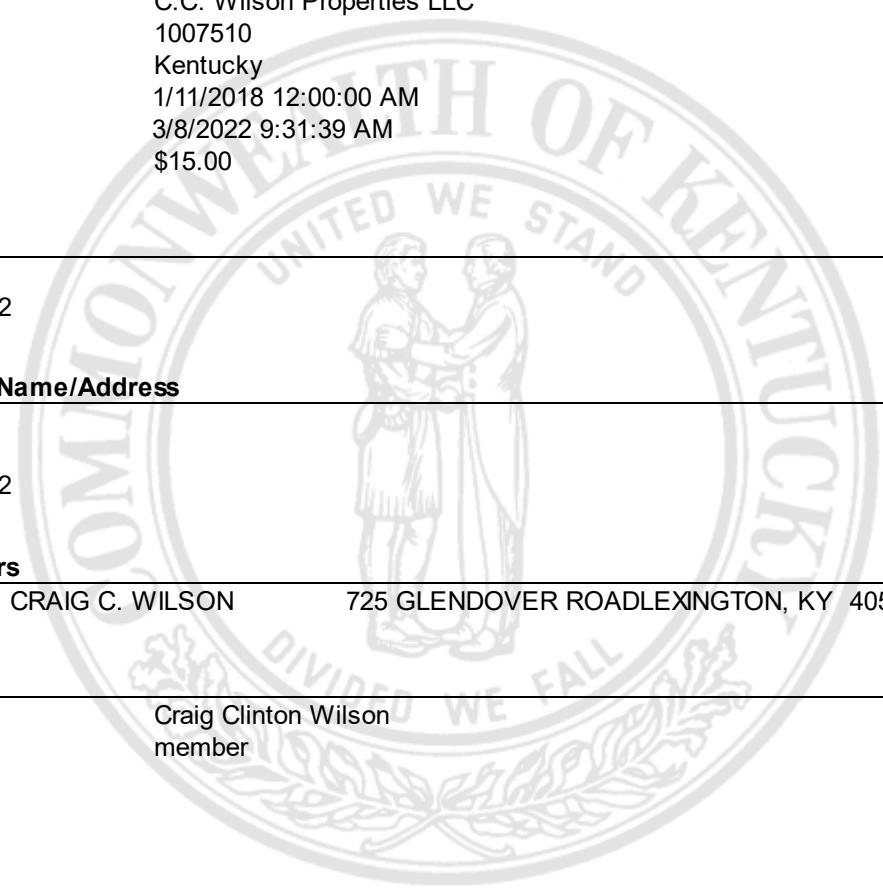 C.C. Wilson Properties LLC
1007510
Kentucky
1/11/2018 12:00:00 AM
3/8/2022 9:31:39 AM
$15.00
COMMONWEALTH OF KENTUCKY
UNITED WE STAND
2
Name/Address
2
rs
CRAIG C. WILSON 725 GLENDOVER ROADLEXINGTON, KY 405
DIVIDED WE FALL
Craig Clinton Wilson
member